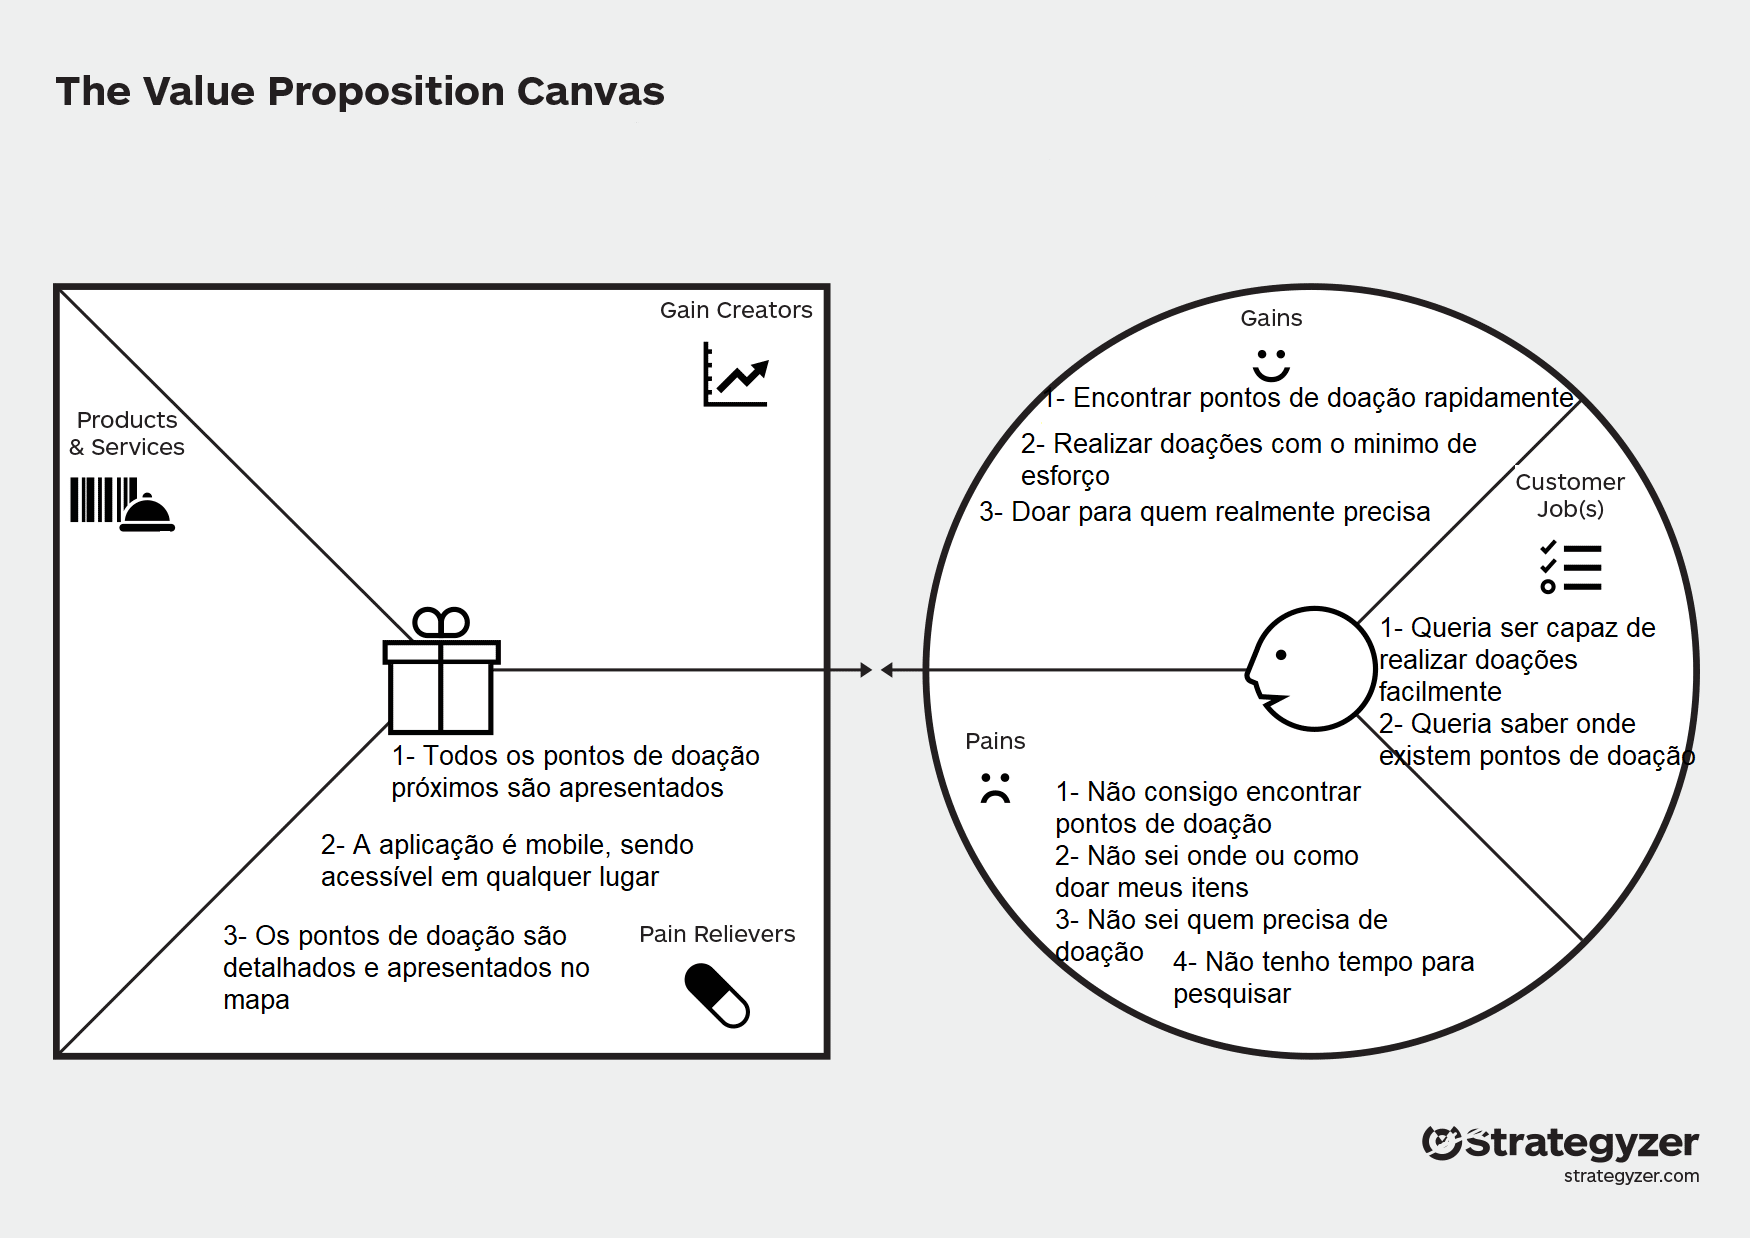 The Value Proposition Canvas
Gain Creators
Products
& Services
1- Todos os pontos de doação
próximos são apresentados
2- A aplicação é mobile, sendo
acessível em qualquer lugar
3- Os pontos de doação são
detalhados e apresentados no
mapa
Pain Relievers
Gains
1- Encontrar pontos de doação rapidamente
2- Realizar doações com o minimo de
esforço
3- Doar para quem realmente precisa
Customer
Job(s)
1- Queria ser capaz de
realizar doações
facilmente
2- Queria saber onde
existem pontos de doação
Pains
1- Não consigo encontrar
pontos de doação
2- Não sei onde ou como
doar meus itens
3- Não sei quem precisa de
doação
4- Não tenho tempo para
pesquisar
Strategyzer
strategyzer.com